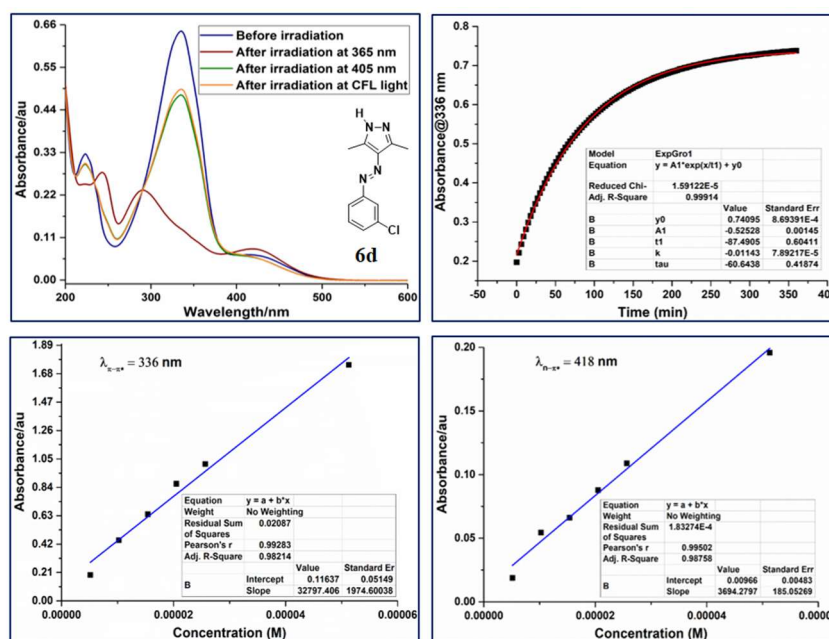 0.66
0.55
0.44
0.33
0.22
0.11
0.00
Absorbance/au
Before irradiation
After irradiation at 365 nm
After irradiation at 405 nm
After irradiation at CFL light
H
N
N
N
N
Cl
6d
200 300 400 500 600
Wavelength/nm
0.8
0.7
0.6
0.5
0.4
0.3
0.2
Absorbance@336 nm
Model ExpGro1
Equation y = A1*exp(x/t1) + y0
Reduced Chi- 1.59122E-5
Adj. R-Square 0.99914
Value Standard Err
B y0 0.74095 8.69391E-4
B A1 -0.52528 0.00145
B t1 -87.4905 0.60411
B k -0.01143 7.89217E-5
B tau -60.6438 0.41874
-50 0 50 100 150 200 250 300 350 400
Time (min)
1.89
1.68
1.47
1.26
1.05
0.84
0.63
0.42
0.21
0.00
Absorbance/au
λπ-π* = 336 nm
Equation y = a + b*x
Weight No Weighting
Residual Sum 0.02087
of Squares
Pearson's r 0.99283
Adj. R-Square 0.98214
Value Standard Err
B Intercept 0.11637 0.05149
Slope 32797.406 1974.60038
0.00000 0.00002 0.00004 0.00006
Concentration (M)
0.20
0.15
0.10
0.05
0.00
Absorbance/au
λn-π* = 418 nm
Equation y = a + b*x
Weight No Weighting
Residual Sum 1.83274E-4
of Squares
Pearson's r 0.99502
Adj. R-Square 0.98758
Value Standard Err
B Intercept 0.00966 0.00483
Slope 3694.2797 185.05269
0.00000 0.00002 0.00004 0.00006
Concentration (M)